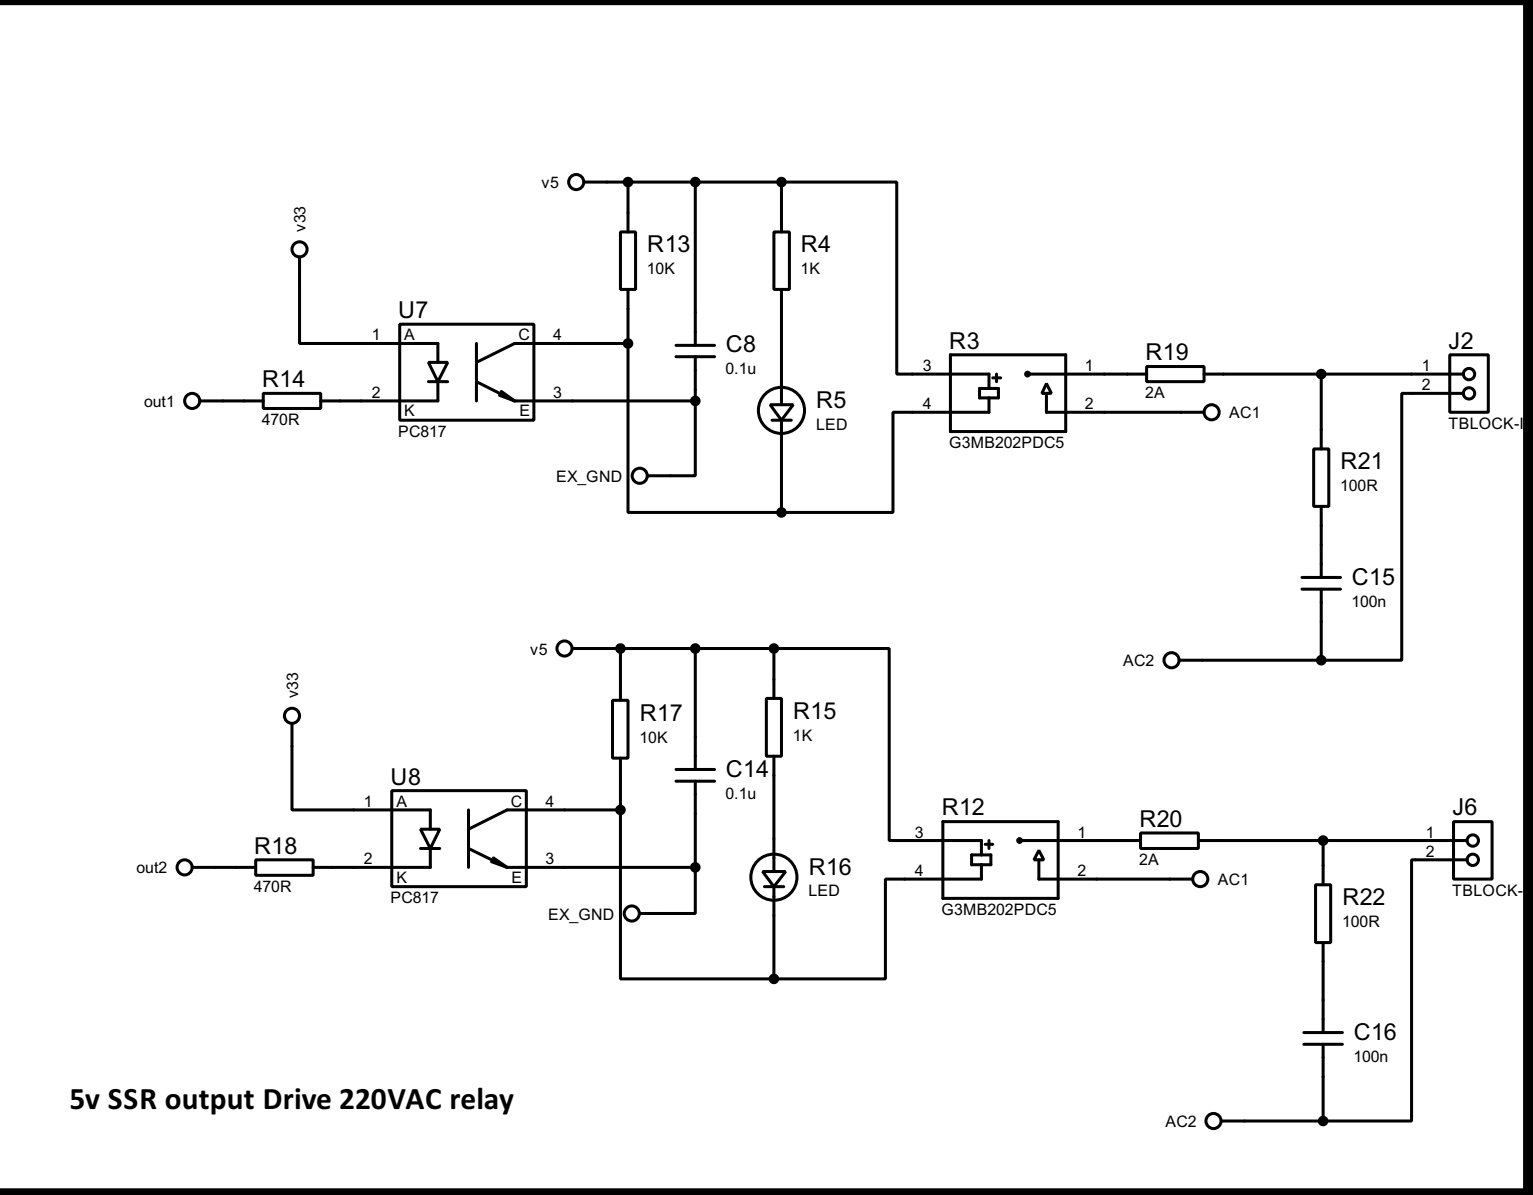 v5
v33
R13
10K
R4
1K
U7
A
C
1
4
C8
0.1u
R14
470R
out1
2
K
E
3
PC817
R5
LED
EX_GND
R3
3
4
+
1
2
G3MB202PDC5
R19
2A
AC1
J2
1
2
TBLOCK-I
R21
100R
C15
100n
AC2
v5
v33
R17
10K
R15
1K
U8
A
C
1
4
C14
0.1u
R18
470R
out2
2
K
E
3
PC817
R16
LED
EX_GND
R12
3
4
+
1
2
G3MB202PDC5
R20
2A
AC1
J6
1
2
TBLOCK-
R22
100R
C16
100n
AC2
5v SSR output Drive 220VAC relay